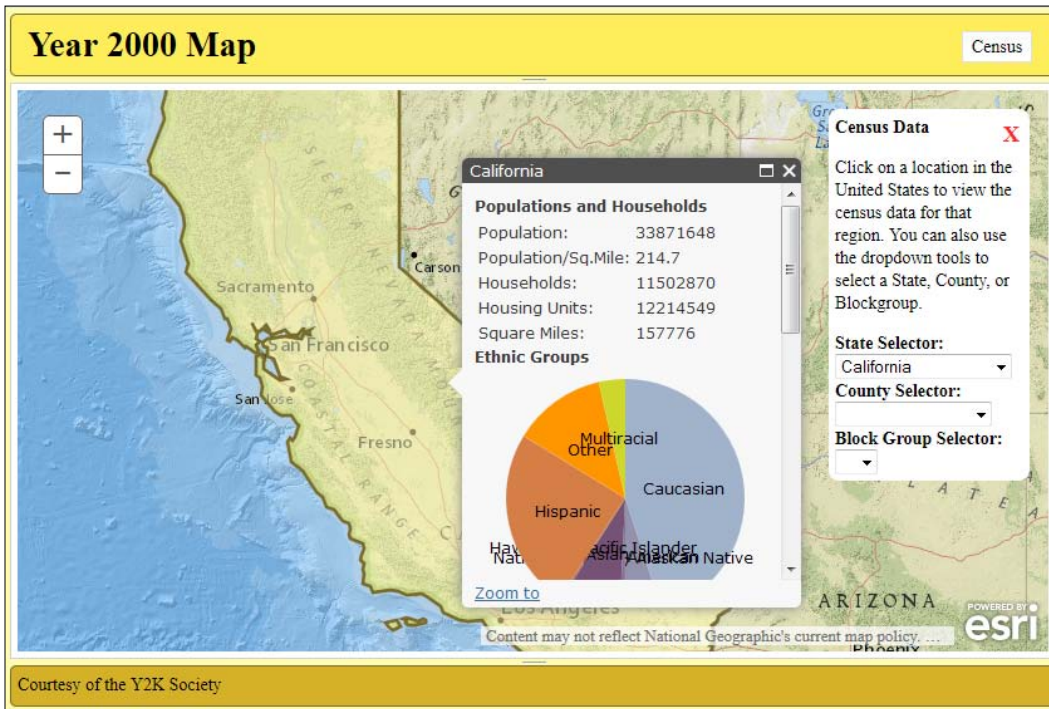 Year 2000 Map
Census
+
−
Sacramento
San Francisco
San Jose
Fresno
COASTAL RANGE
Carson
Los Angeles
ARIZONA
Phoenix
California
Populations and Households
Population: 33871648
Population/Sq.Mile: 214.7
Households: 11502870
Housing Units: 12214549
Square Miles: 157776
Ethnic Groups
Multiracial
Other
Caucasian
Hispanic
Pacific Islander
Alaskan Native
Zoom to
Census Data
X
Click on a location in the
United States to view the
census data for that
region. You can also use
the dropdown tools to
select a State, County, or
Blockgroup.
State Selector:
California
County Selector:
Block Group Selector:
Content may not reflect National Geographic's current map policy. ...
POWERED BY
esri
Courtesy of the Y2K Society